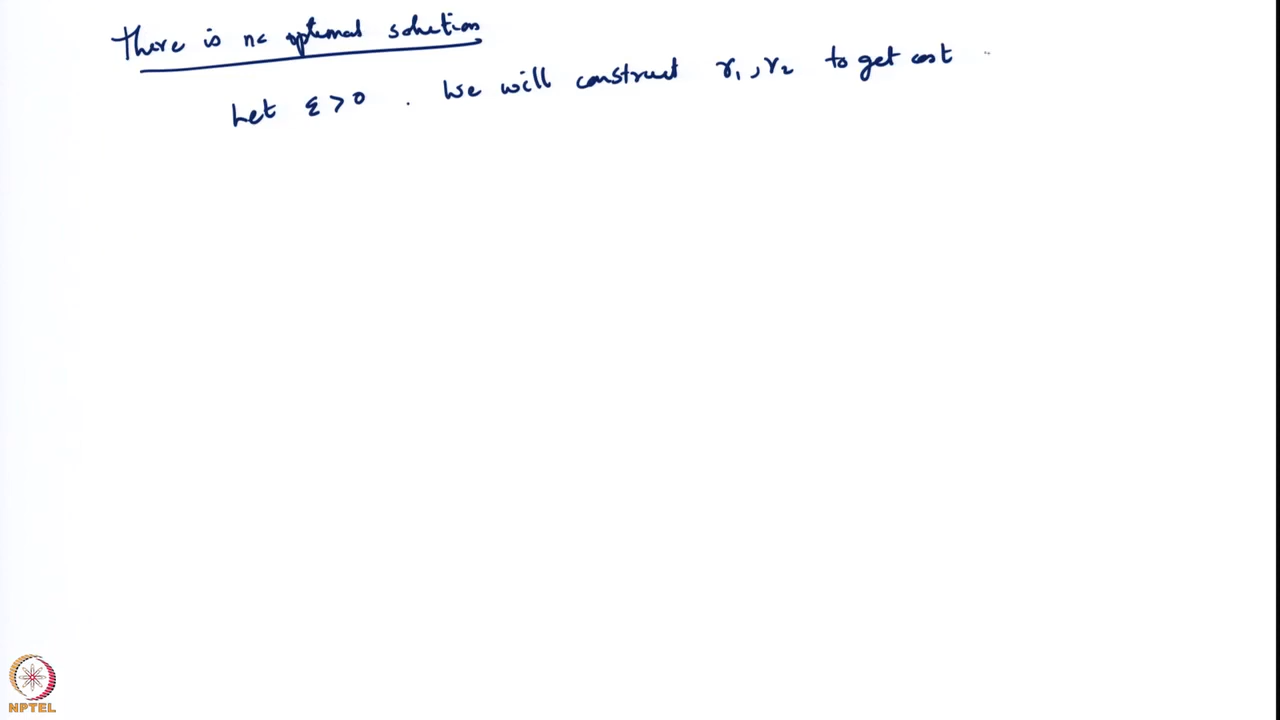 There is no optimal solution
Let ε > 0 . We will construct γ₁, γ₂ to get cost
NPTEL